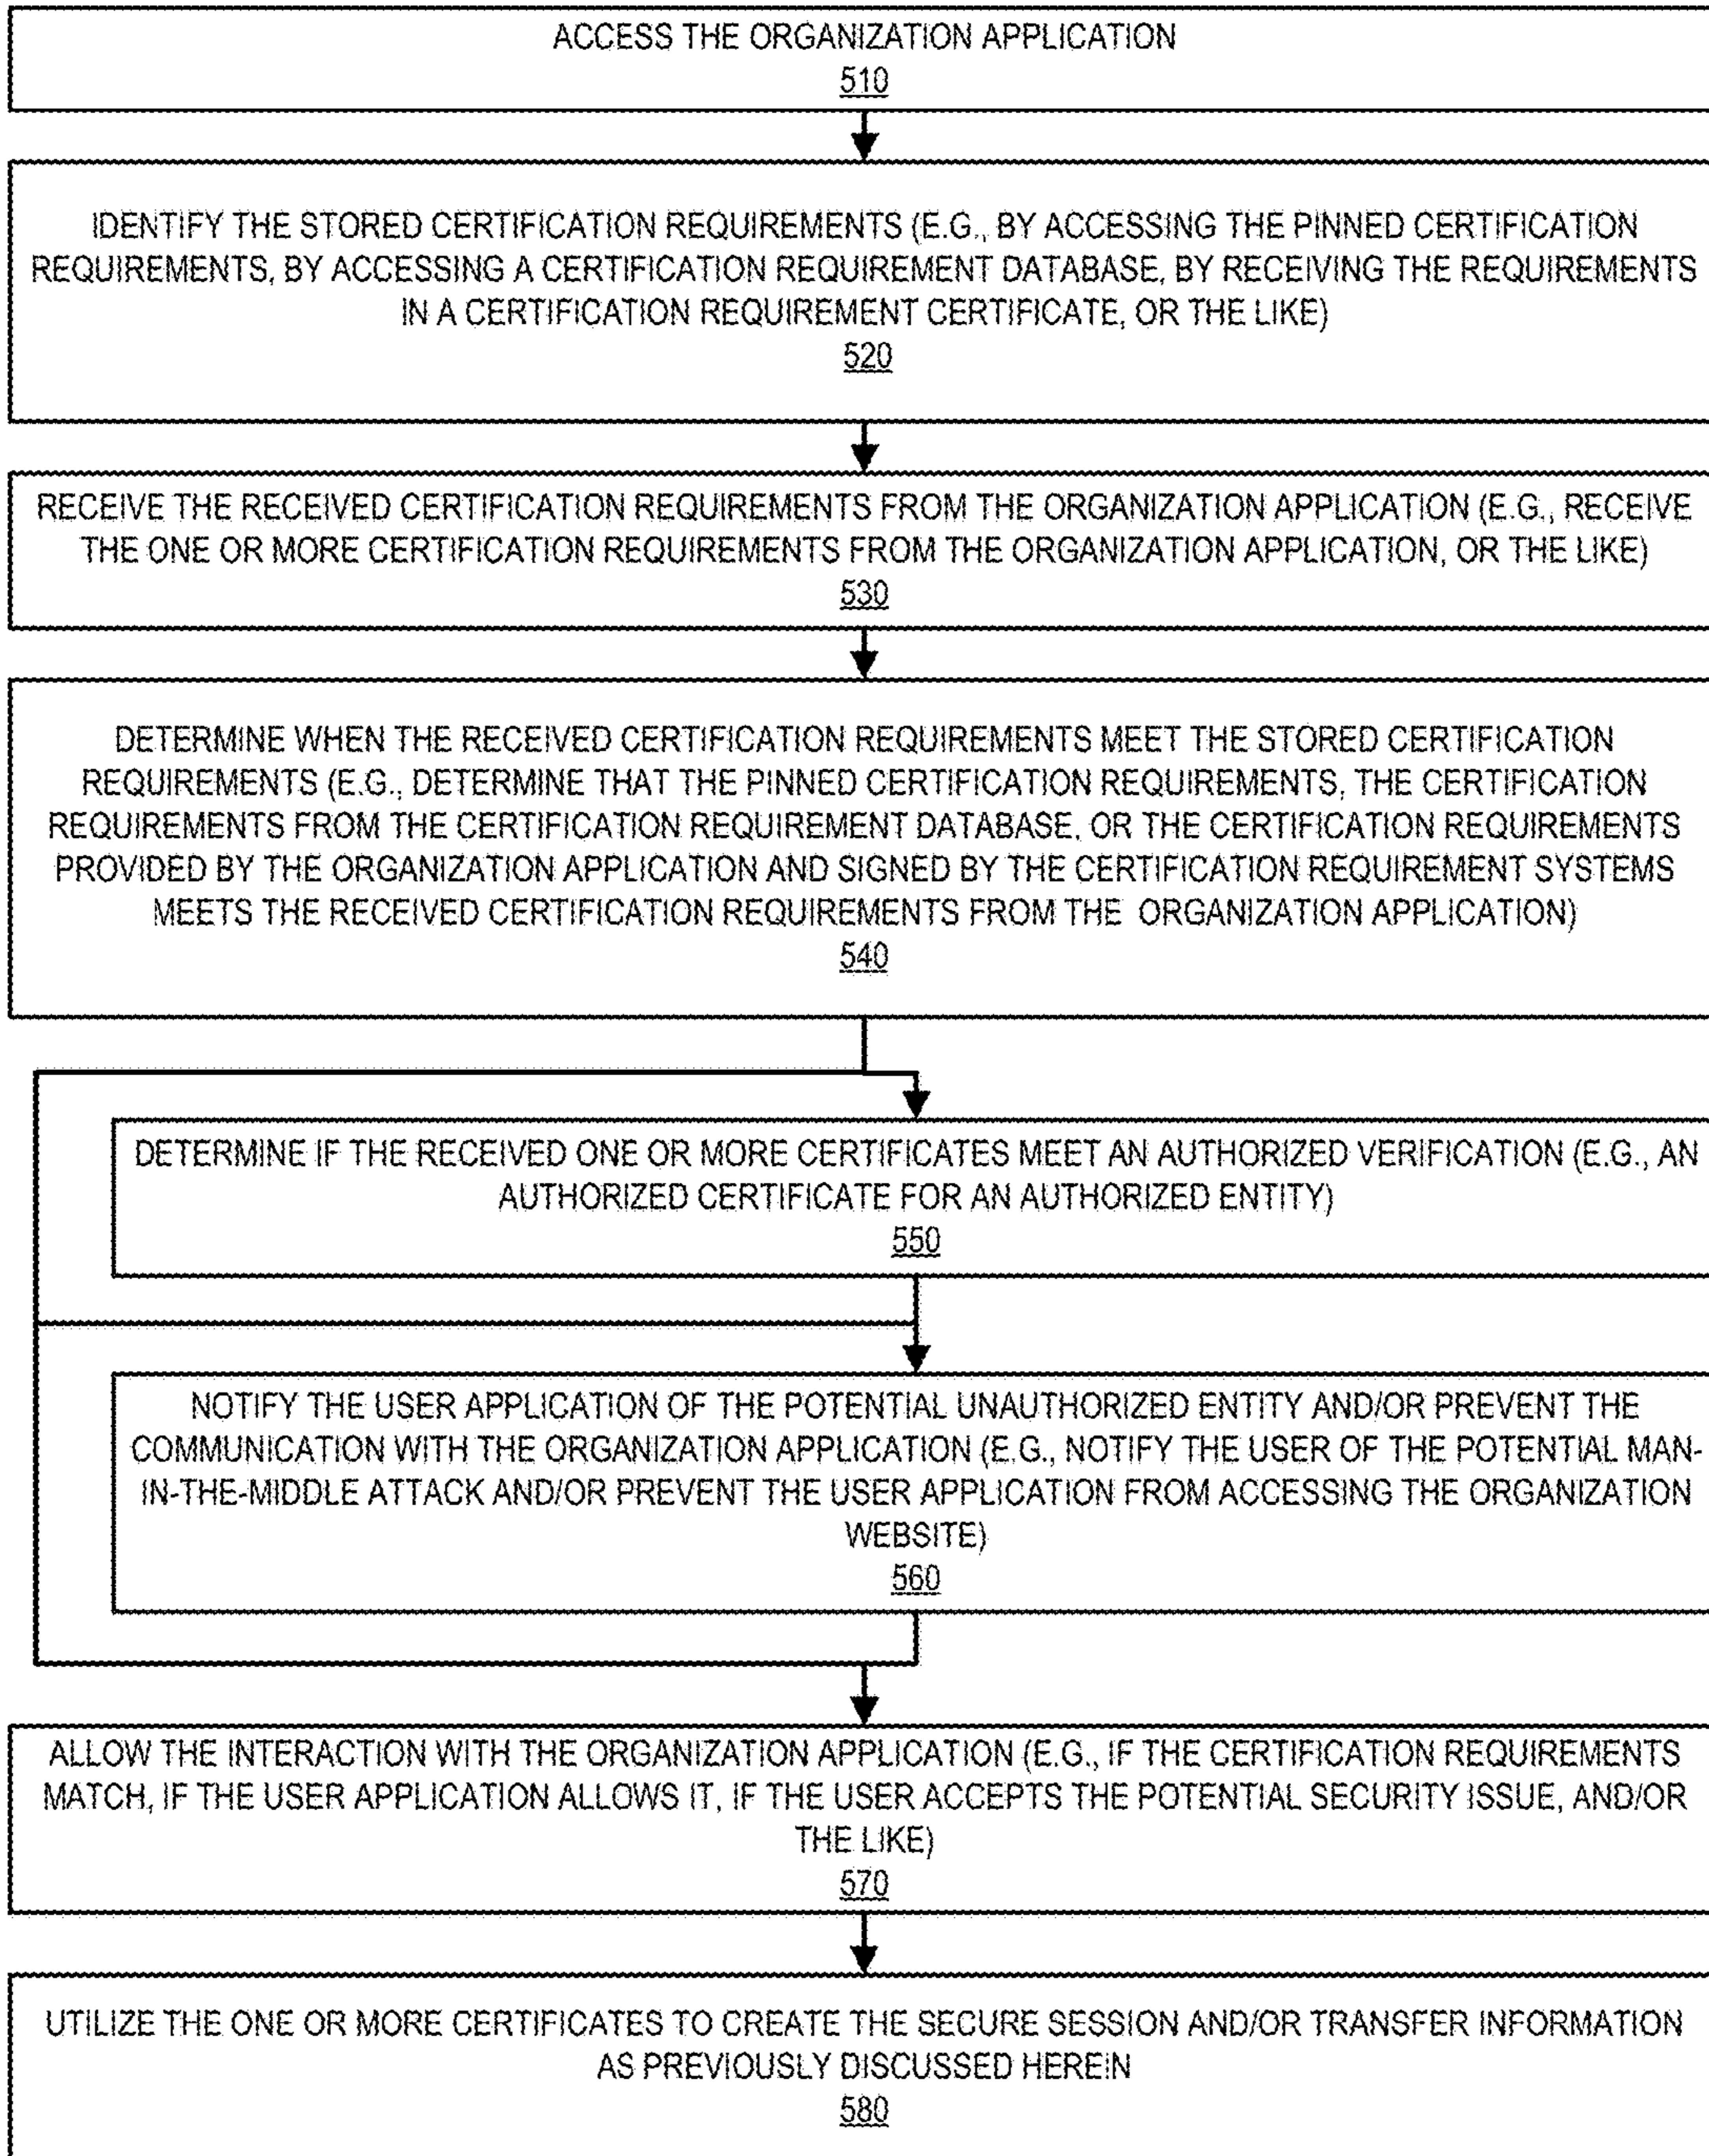 ACCESS THE ORGANIZATION APPLICATION
510
IDENTIFY THE STORED CERTIFICATION REQUIREMENTS (E.G., BY ACCESSING THE PINNED CERTIFICATION
REQUIREMENTS, BY ACCESSING A CERTIFICATION REQUIREMENT DATABASE, BY RECEIVING THE REQUIREMENTS
IN A CERTIFICATION REQUIREMENT CERTIFICATE, OR THE LIKE)
520
RECEIVE THE RECEIVED CERTIFICATION REQUIREMENTS FROM THE ORGANIZATION APPLICATION (E.G., RECEIVE
THE ONE OR MORE CERTIFICATION REQUIREMENTS FROM THE ORGANIZATION APPLICATION, OR THE LIKE)
530
DETERMINE WHEN THE RECEIVED CERTIFICATION REQUIREMENTS MEET THE STORED CERTIFICATION
REQUIREMENTS (E.G., DETERMINE THAT THE PINNED CERTIFICATION REQUIREMENTS, THE CERTIFICATION
REQUIREMENTS FROM THE CERTIFICATION REQUIREMENT DATABASE, OR THE CERTIFICATION REQUIREMENTS
PROVIDED BY THE ORGANIZATION APPLICATION AND SIGNED BY THE CERTIFICATION REQUIREMENT SYSTEMS
MEETS THE RECEIVED CERTIFICATION REQUIREMENTS FROM THE ORGANIZATION APPLICATION)
540
DETERMINE IF THE RECEIVED ONE OR MORE CERTIFICATES MEET AN AUTHORIZED VERIFICATION (E.G., AN
AUTHORIZED CERTIFICATE FOR AN AUTHORIZED ENTITY)
550
NOTIFY THE USER APPLICATION OF THE POTENTIAL UNAUTHORIZED ENTITY AND/OR PREVENT THE
COMMUNICATION WITH THE ORGANIZATION APPLICATION (E.G., NOTIFY THE USER OF THE POTENTIAL MAN-
IN-THE-MIDDLE ATTACK AND/OR PREVENT THE USER APPLICATION FROM ACCESSING THE ORGANIZATION
WEBSITE)
560
ALLOW THE INTERACTION WITH THE ORGANIZATION APPLICATION (E.G., IF THE CERTIFICATION REQUIREMENTS
MATCH, IF THE USER APPLICATION ALLOWS IT, IF THE USER ACCEPTS THE POTENTIAL SECURITY ISSUE, AND/OR
THE LIKE)
570
UTILIZE THE ONE OR MORE CERTIFICATES TO CREATE THE SECURE SESSION AND/OR TRANSFER INFORMATION
AS PREVIOUSLY DISCUSSED HEREIN
580